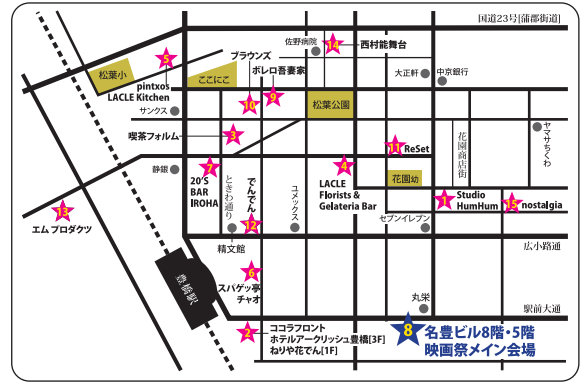 国道23号[蒲郡街道]
佐野病院
14
西村能舞台
ブラウンズ
5
松葉小
ここにこ
ボレロ吾妻家
大正軒
中京銀行
pintxos
LACLE Kitchen
サンクス
10
9
松葉公園
喫茶フォルム
3
11
ReSet
花園商店街
ヤマサちくわ
静銀
7
4
花園幼
20'S
BAR
IROHA
ときわ通り
でんでん
ユメックス
LACLE
Florists &
Gelateria Bar
1
Studio
HumHum
15
nostalgia
13
エム プロダクツ
12
精文館
セブンイレブン
広小路通
豊橋駅
6
スパゲッ亭
チャオ
丸栄
駅前大通
2
ココラフロント
ホテルアークリッシュ豊橋[3F]
ねりや花でん[1F]
8
名豊ビル8階・5階
映画祭メイン会場